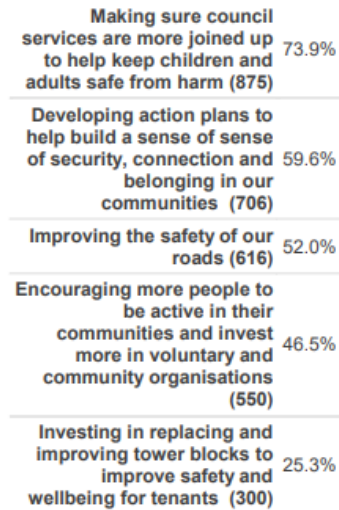 Making sure council
services are more joined up
to help keep children and
adults safe from harm (875)
73.9%
Developing action plans to
help build a sense of sense
of security, connection and
belonging in our
communities (706)
59.6%
Improving the safety of our
roads (616)
52.0%
Encouraging more people to
be active in their
communities and invest
more in voluntary and
community organisations
(550)
46.5%
Investing in replacing and
improving tower blocks to
improve safety and
wellbeing for tenants (300)
25.3%